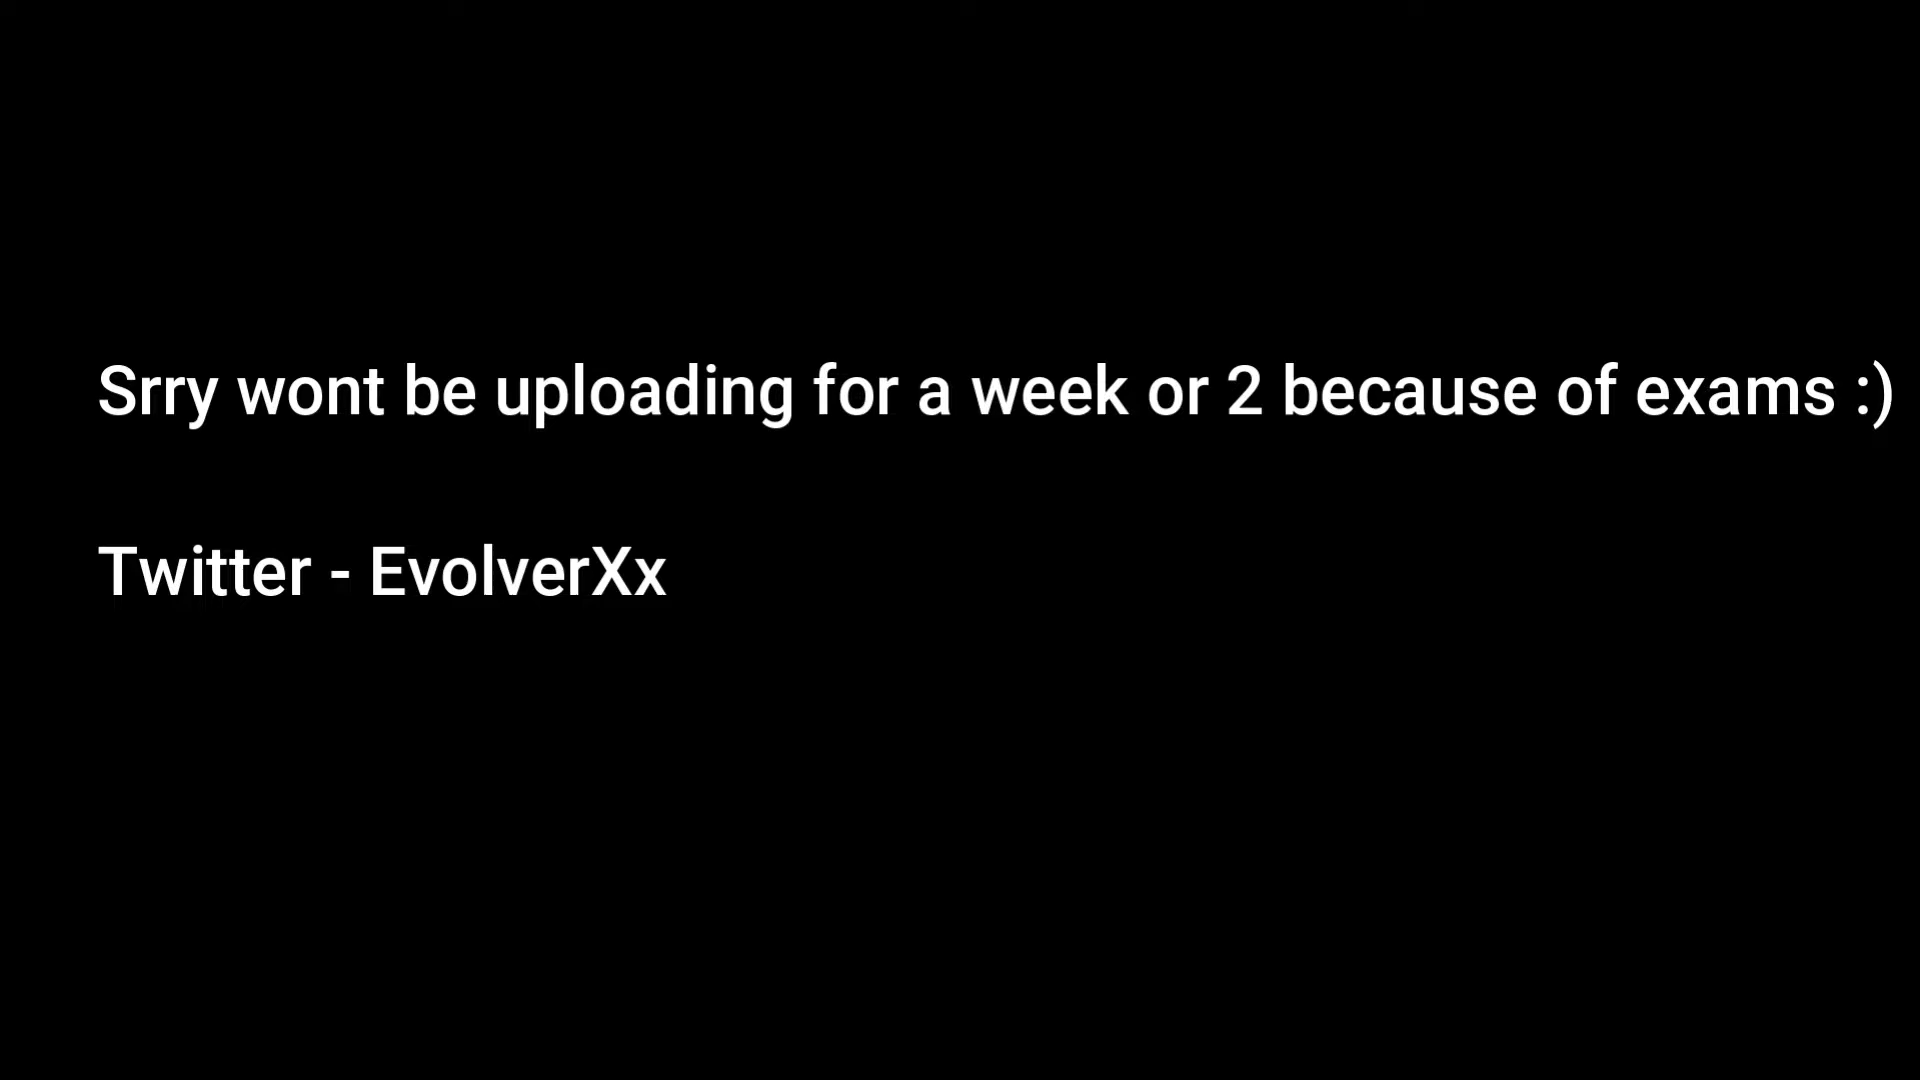 Srry wont be uploading for a week or 2 because of exams :)
Twitter - EvolverXx